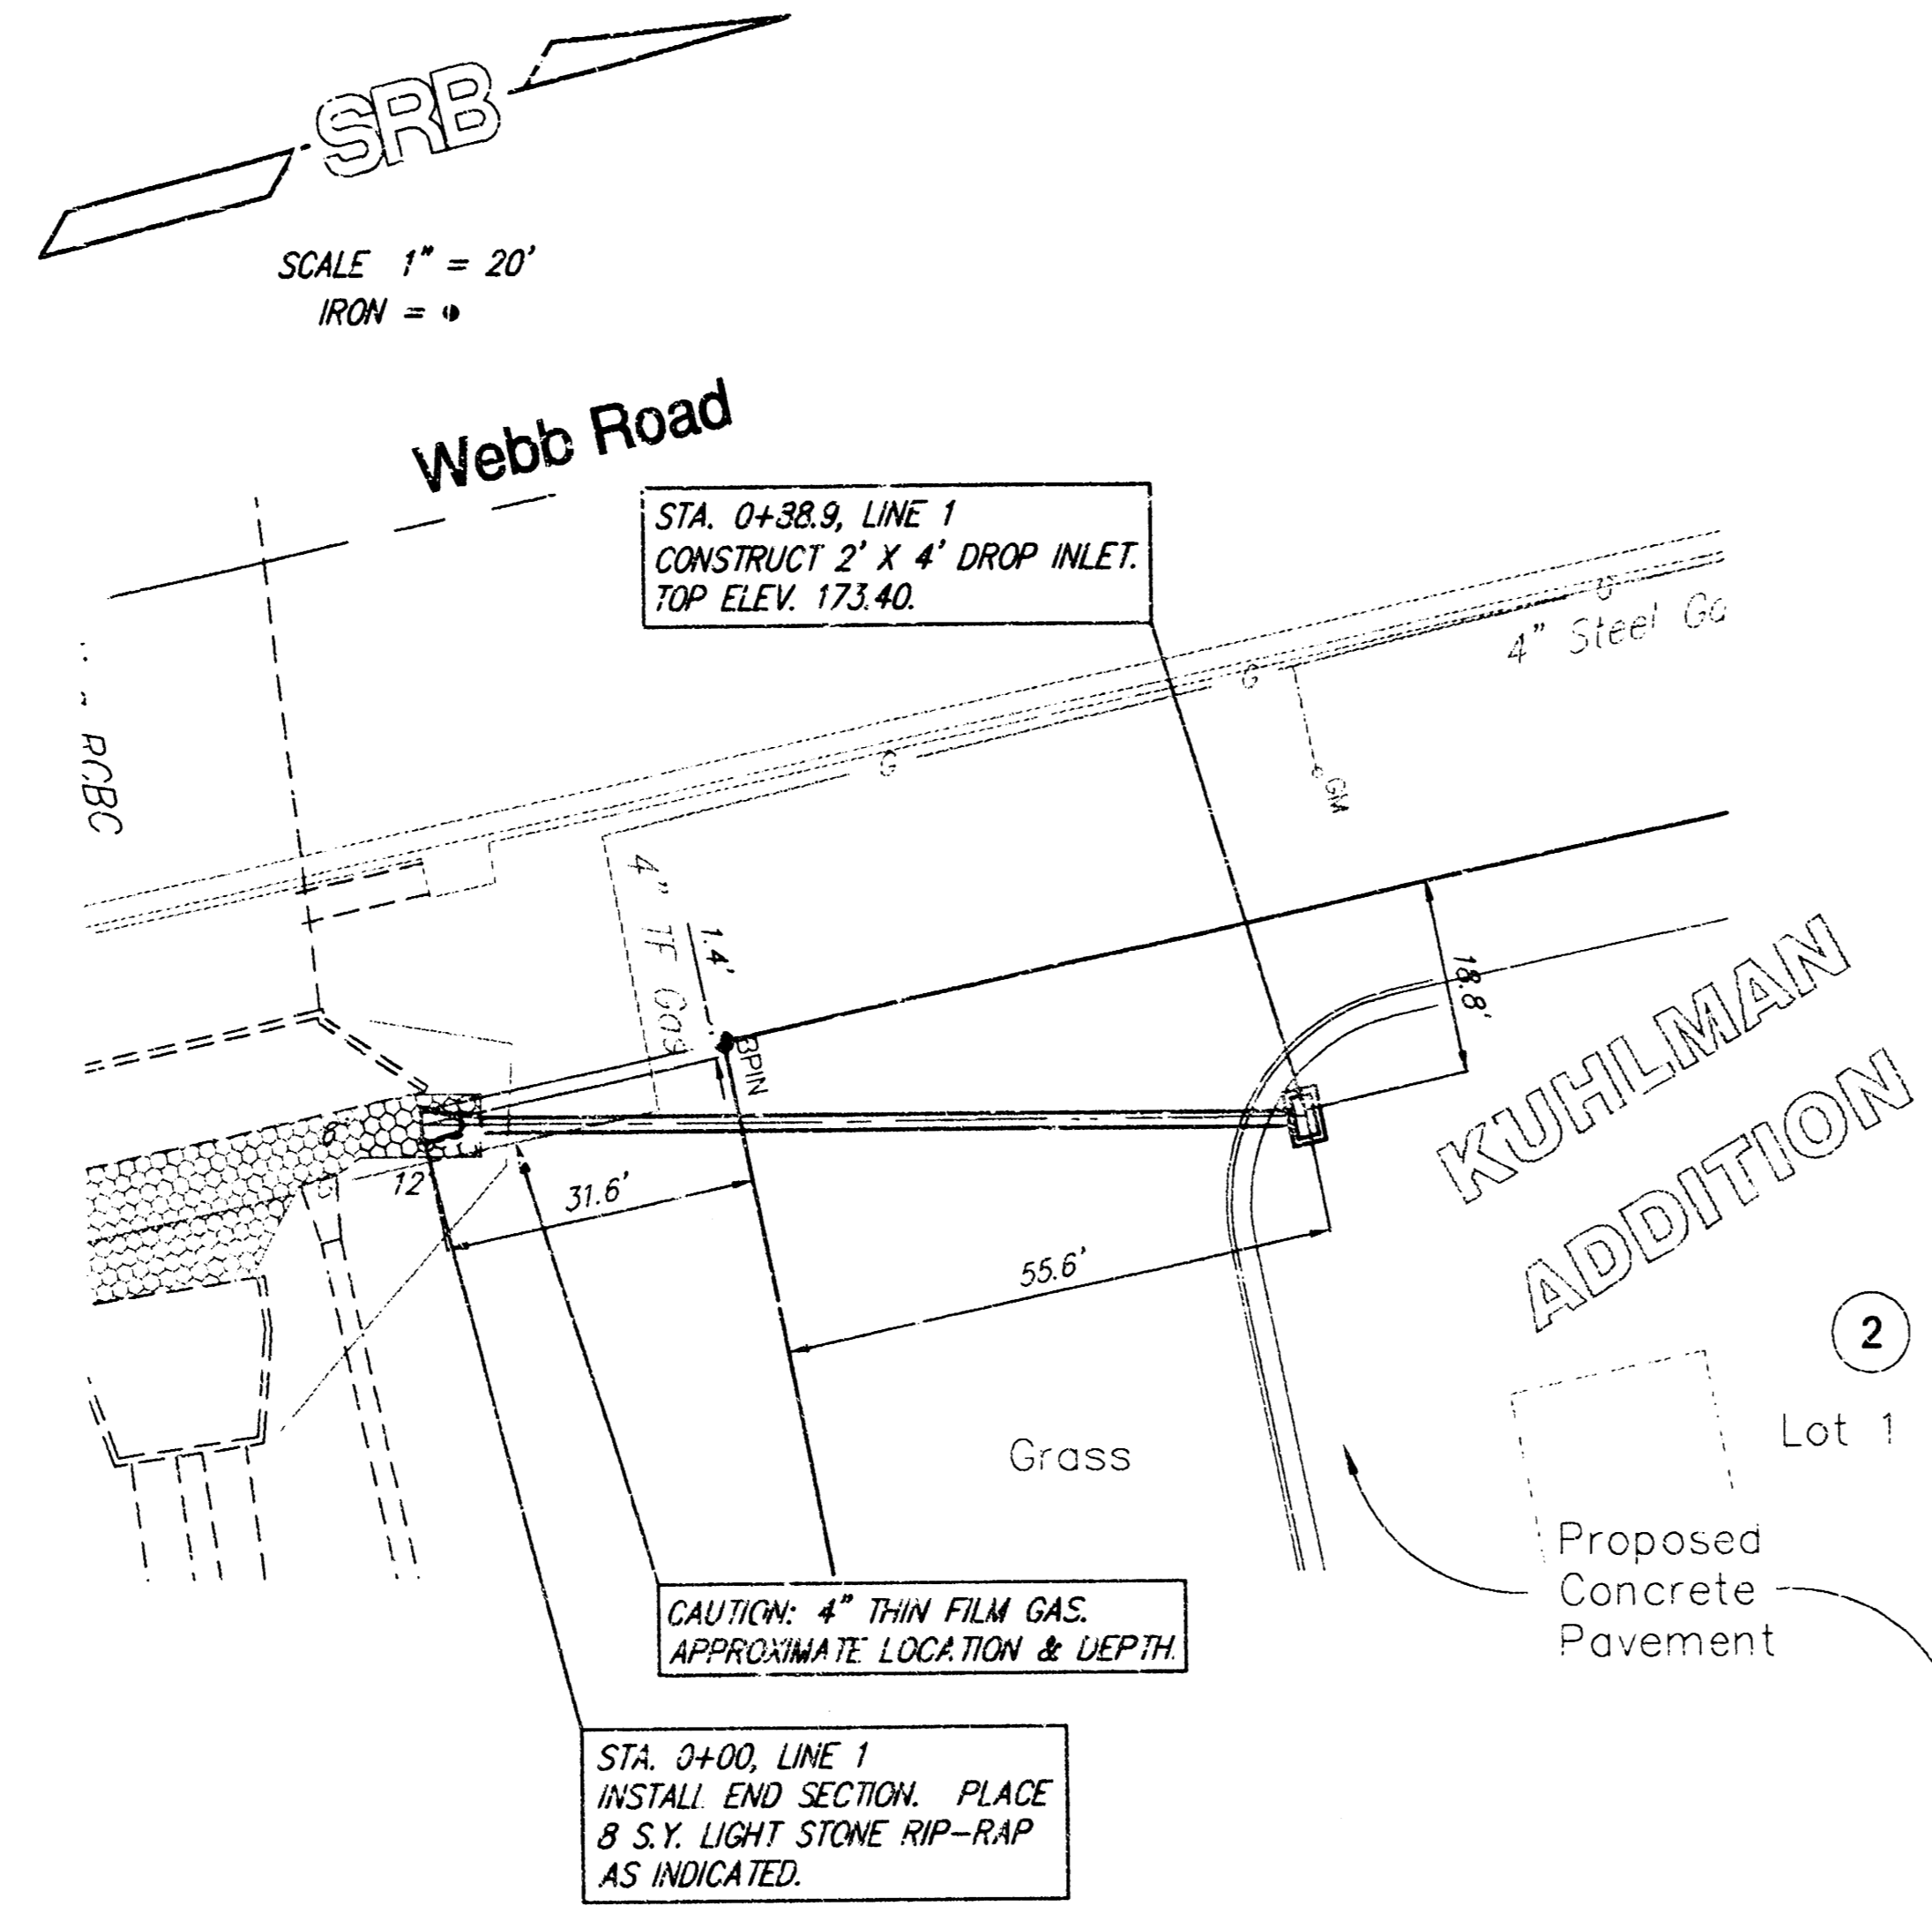 SRB
SCALE 1" = 20'
IRON =
Webb Road
STA. 0+38.9, LINE 1
CONSTRUCT 2' X 4' DROP INLET.
TOP ELEV. 173.40.
G
4" Steel Ga
G
G
GM
RCBC
4" TF Gas
1.4'
BPIN
18.8'
KUHLMAN
ADDITION
12'
31.6'
55.6'
2
Lot 1
Grass
Proposed
Concrete
Pavement
CAUTION: 4" THIN FILM GAS.
APPROXIMATE LOCATION & DEPTH.
STA. 0+00, LINE 1
INSTALL END SECTION. PLACE
8 S.Y. LIGHT STONE RIP-RAP
AS INDICATED.